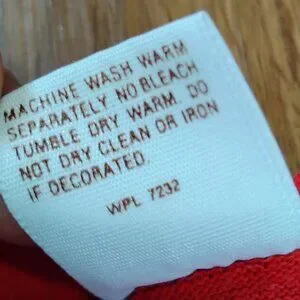 MACHINE WASH WARM
SEPARATELY. NO BLEACH
TUMBLE DRY WARM. DO
NOT DRY CLEAN OR IRON
IF DECORATED.
WPL 7232